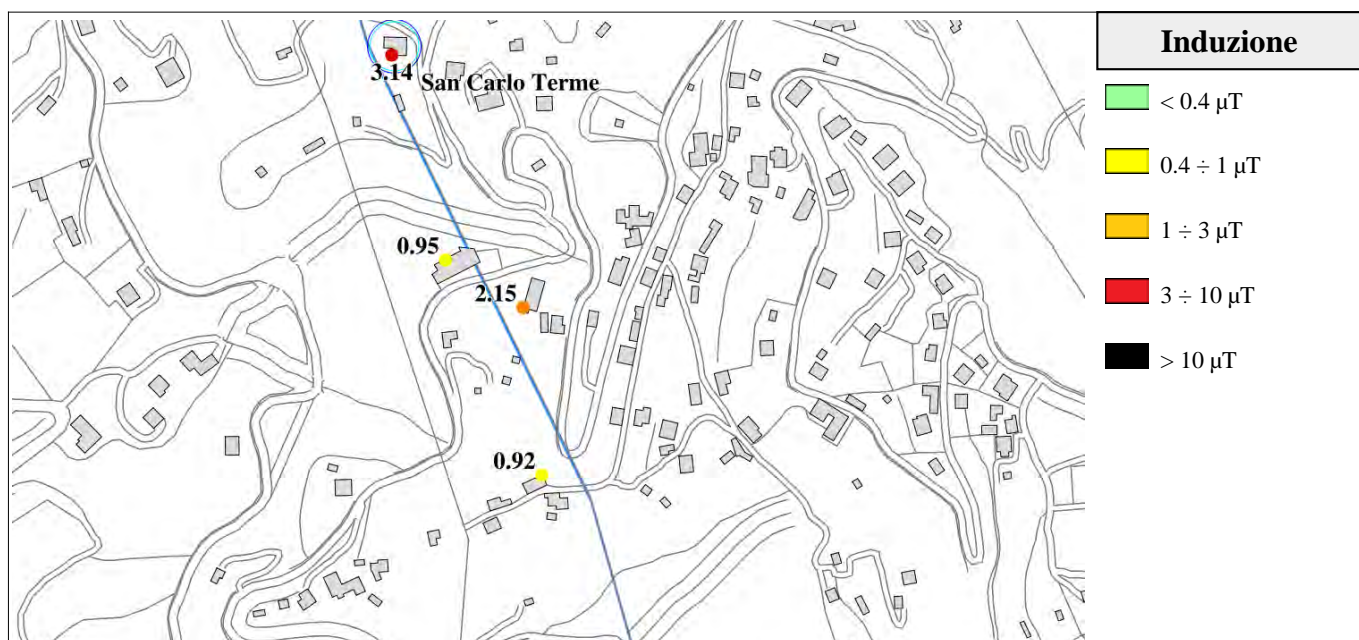 3.14
San Carlo Terme
0.95
2.15
0.92
Induzione
< 0.4 µT
0.4 ÷ 1 µT
1 ÷ 3 µT
3 ÷ 10 µT
> 10 µT